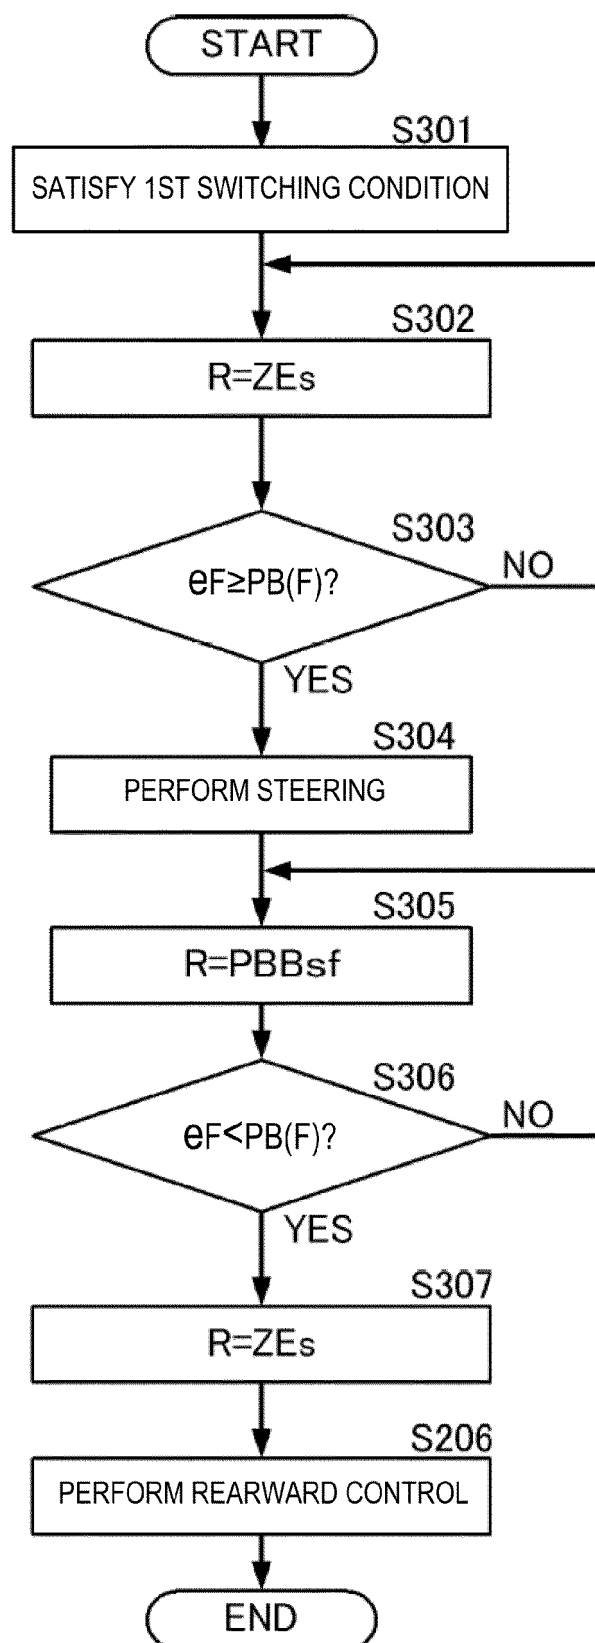 START
S301
SATISFY 1ST SWITCHING CONDITION
S302
R=ZEs
S303
eF≥PB(F)?
NO
YES
S304
PERFORM STEERING
S305
R=PBBsf
S306
eF<PB(F)?
NO
YES
S307
R=ZEs
S206
PERFORM REARWARD CONTROL
END